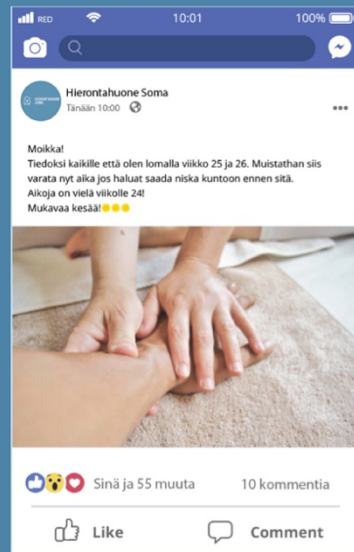 RED
10:01
100%
Hierontahuone Soma
Tänään 10:00
Moikka!
Tiedoksi kaikille että olen lomalla viikko 25 ja 26. Muistathan siis
varata nyt aika jos haluat saada niska kuntoon ennen sitä.
Aikoja on vielä viikolle 24!
Mukavaa kesää!
Sinä ja 55 muuta
10 kommentia
Like
Comment